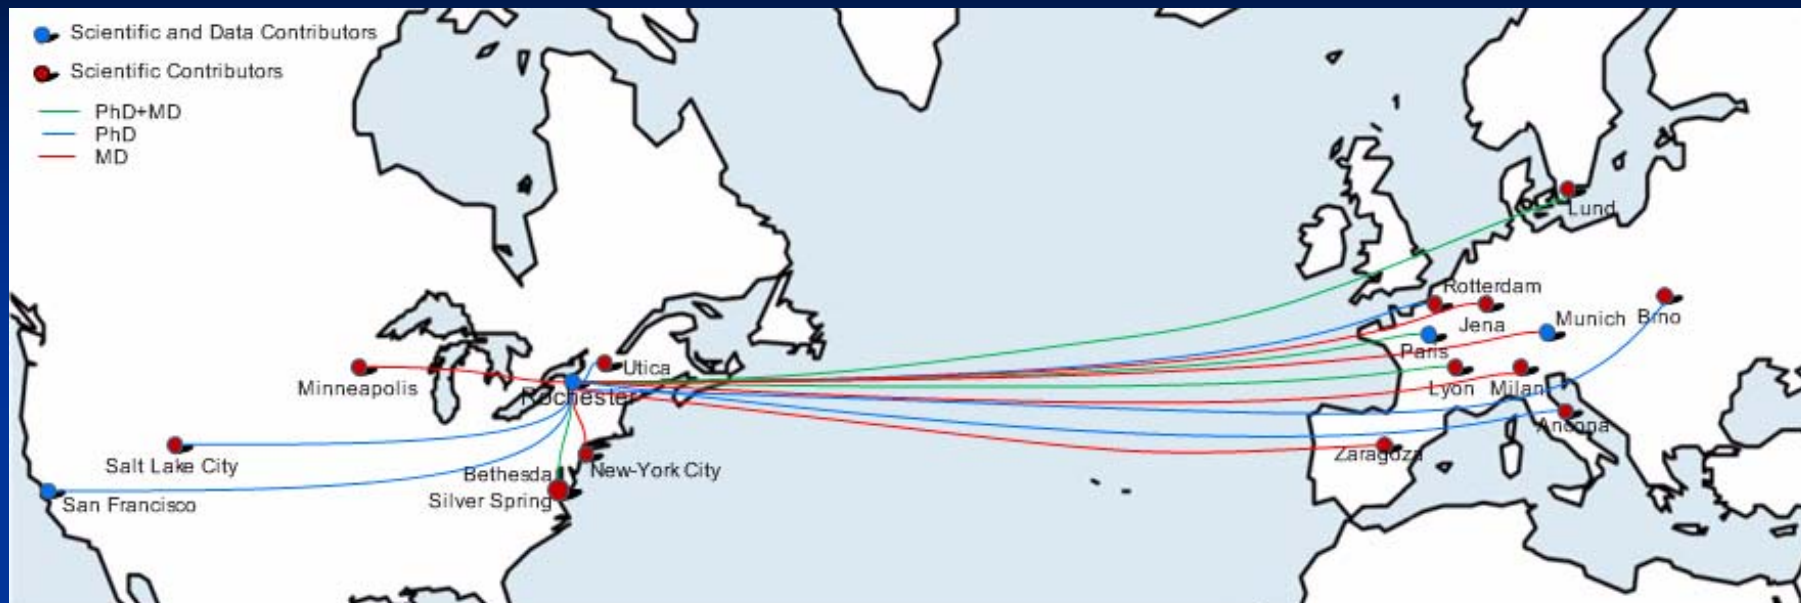 Scientific and Data Contributors
Scientific Contributors
PhD+MD
PhD
MD
Lund
Rotterdam
Jena
Munich
Brno
Paris
Utica
Minneapolis
Rochester
Lyon
Milan
Ancona
Zaragoza
Salt Lake City
Bethesda
New-York City
San Francisco
Silver Spring